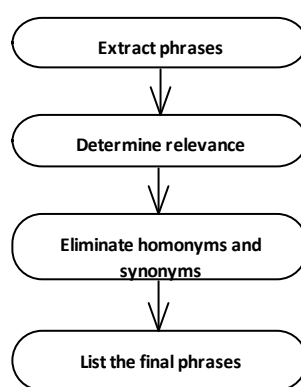 Extract phrases
Determine relevance
Eliminate homonyms and
synonyms
List the final phrases